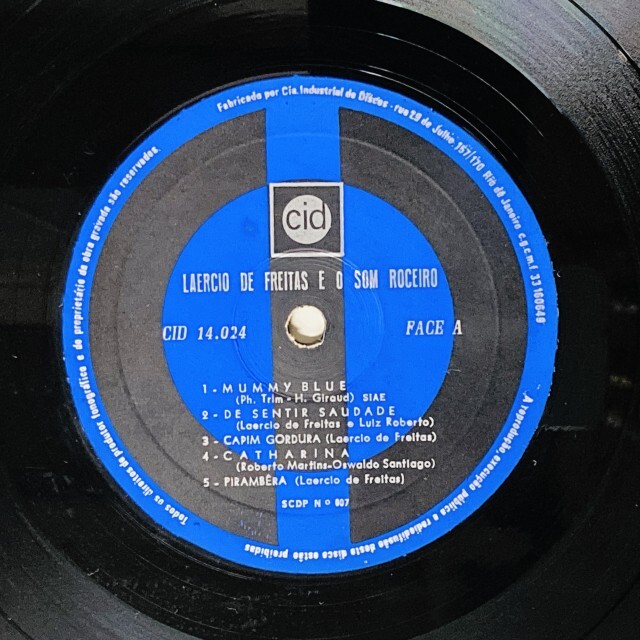 Fabricado por Cia. Industrial de Discos - rua 29 de Julho, 167/170 Rio de Janeiro c.g.c.m.f
cid
LAERCIO DE FREITAS E O SOM ROCEIRO
CID 14.024
FACE A
1 - MUMMY BLUE
(Ph. Trim - H. Giraud) SIAE
2 - DE SENTIR SAUDADE
(Laercio de Freitas e Luiz Roberto)
3 - CAPIM GORDURA (Laercio de Freitas)
4 - CATHARINA
(Roberto Martins-Oswaldo Santiago)
5 - PIRAMBÊRA (Laercio de Freitas)
SCDP Nº 807
Todos os direitos do produtor fonográfico e do proprietário da obra gravada são reservados.
A reprodução, execução pública e radiodifusão deste disco estão proibidas